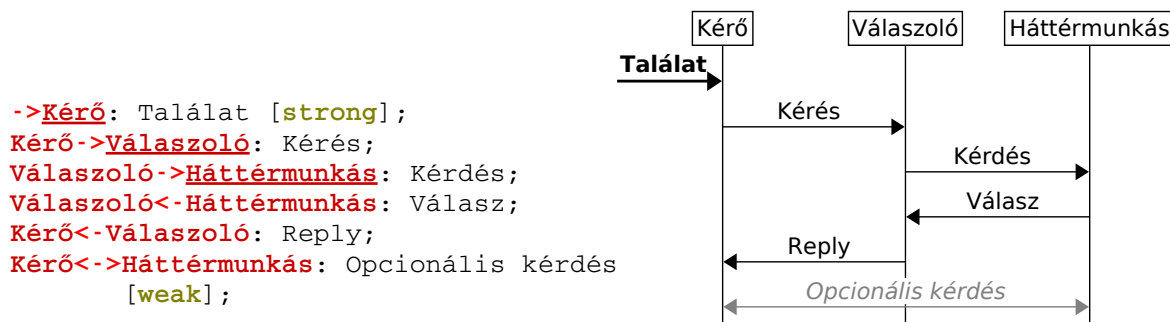 ->Kérő: Találat [strong];
Kérő->Válaszoló: Kérés;
Válaszoló->Háttérmunkás: Kérdés;
Válaszoló<-Háttérmunkás: Válasz;
Kérő<-Válaszoló: Reply;
Kérő<->Háttérmunkás: Opcionális kérdés
[weak];
Kérő Válaszoló Háttérmunkás
Találat
Kérés
Kérdés
Válasz
Reply
Opcionális kérdés